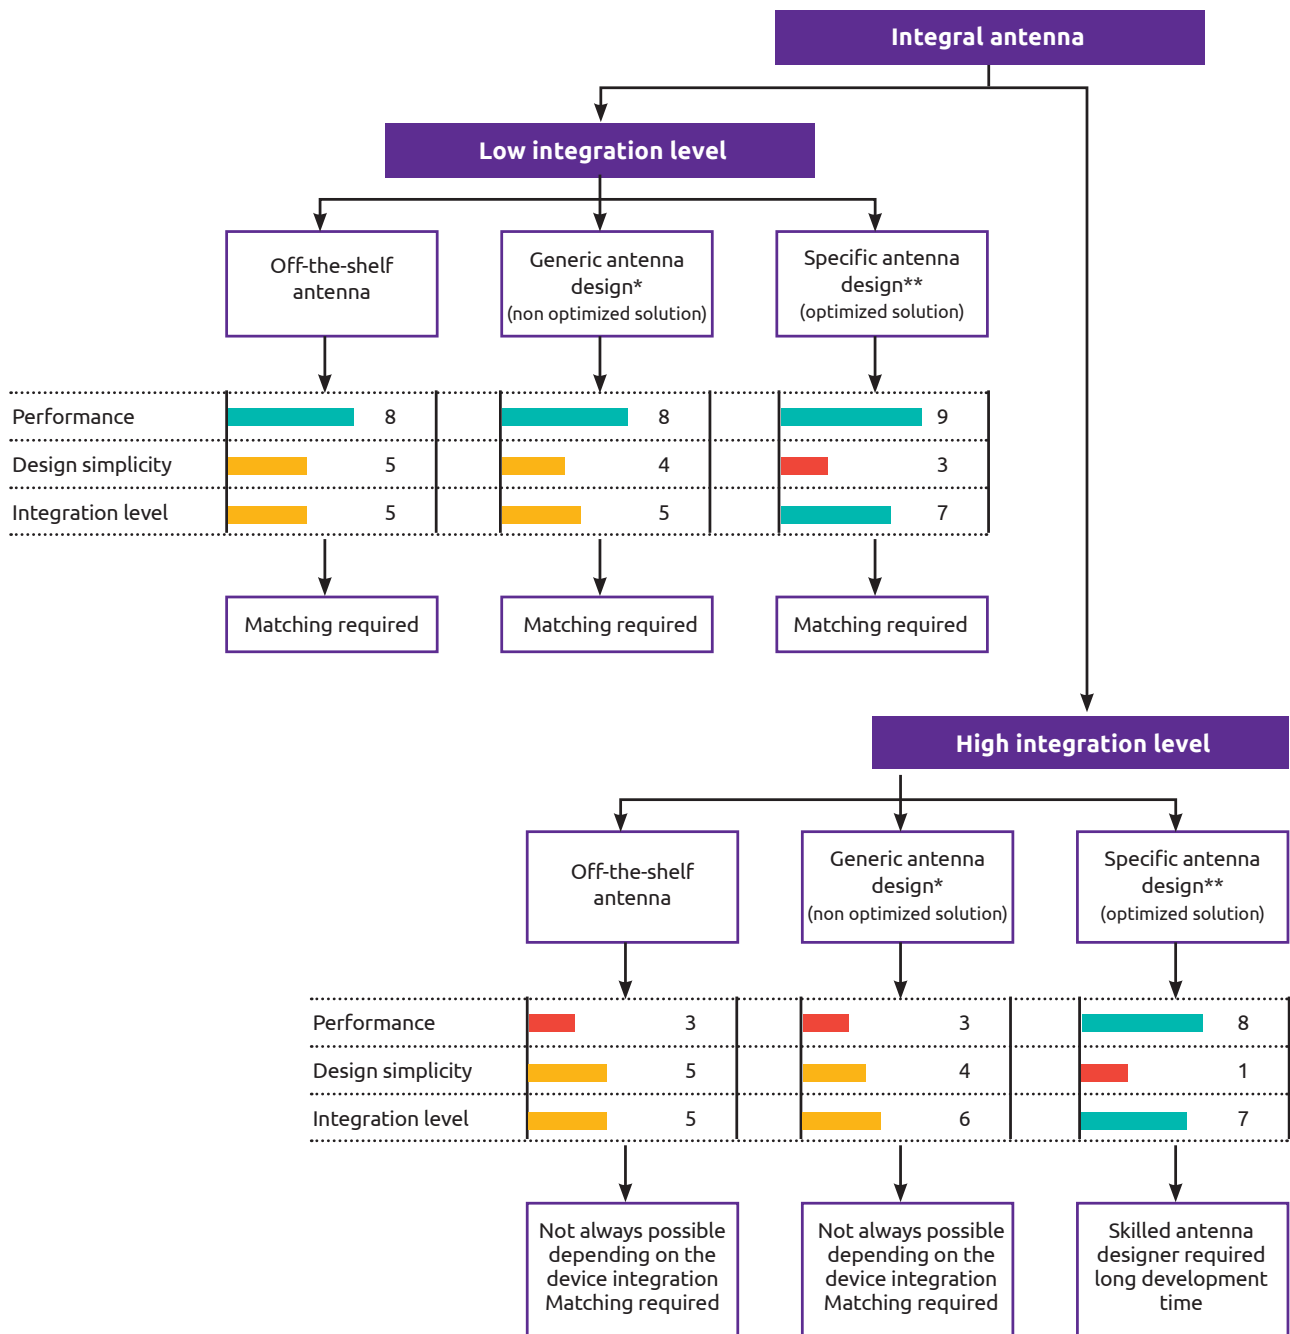 Integral antenna
Low integration level
Off-the-shelf
antenna
Generic antenna
design*
(non optimized solution)
Specific antenna
design**
(optimized solution)
Performance 8 8 9
Design simplicity 5 4 3
Integration level 5 5 7
Matching required
Matching required
Matching required
High integration level
Off-the-shelf
antenna
Generic antenna
design*
(non optimized solution)
Specific antenna
design**
(optimized solution)
Performance 3 3 8
Design simplicity 5 4 1
Integration level 5 6 7
Not always possible
depending on the
device integration
Matching required
Not always possible
depending on the
device integration
Matching required
Skilled antenna
designer required
long development
time